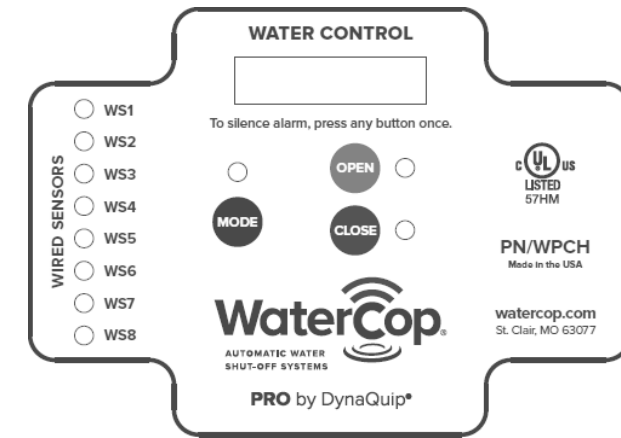 WATER CONTROL
To silence alarm, press any button once.
WIRED SENSORS
WS1
WS2
WS3
WS4
WS5
WS6
WS7
WS8
MODE
OPEN
CLOSE
WaterCop®
AUTOMATIC WATER
SHUT-OFF SYSTEMS
PRO by DynaQuip®
C UL US
LISTED
57HM
PN/WPCH
Made in the USA
watercop.com
St. Clair, MO 63077